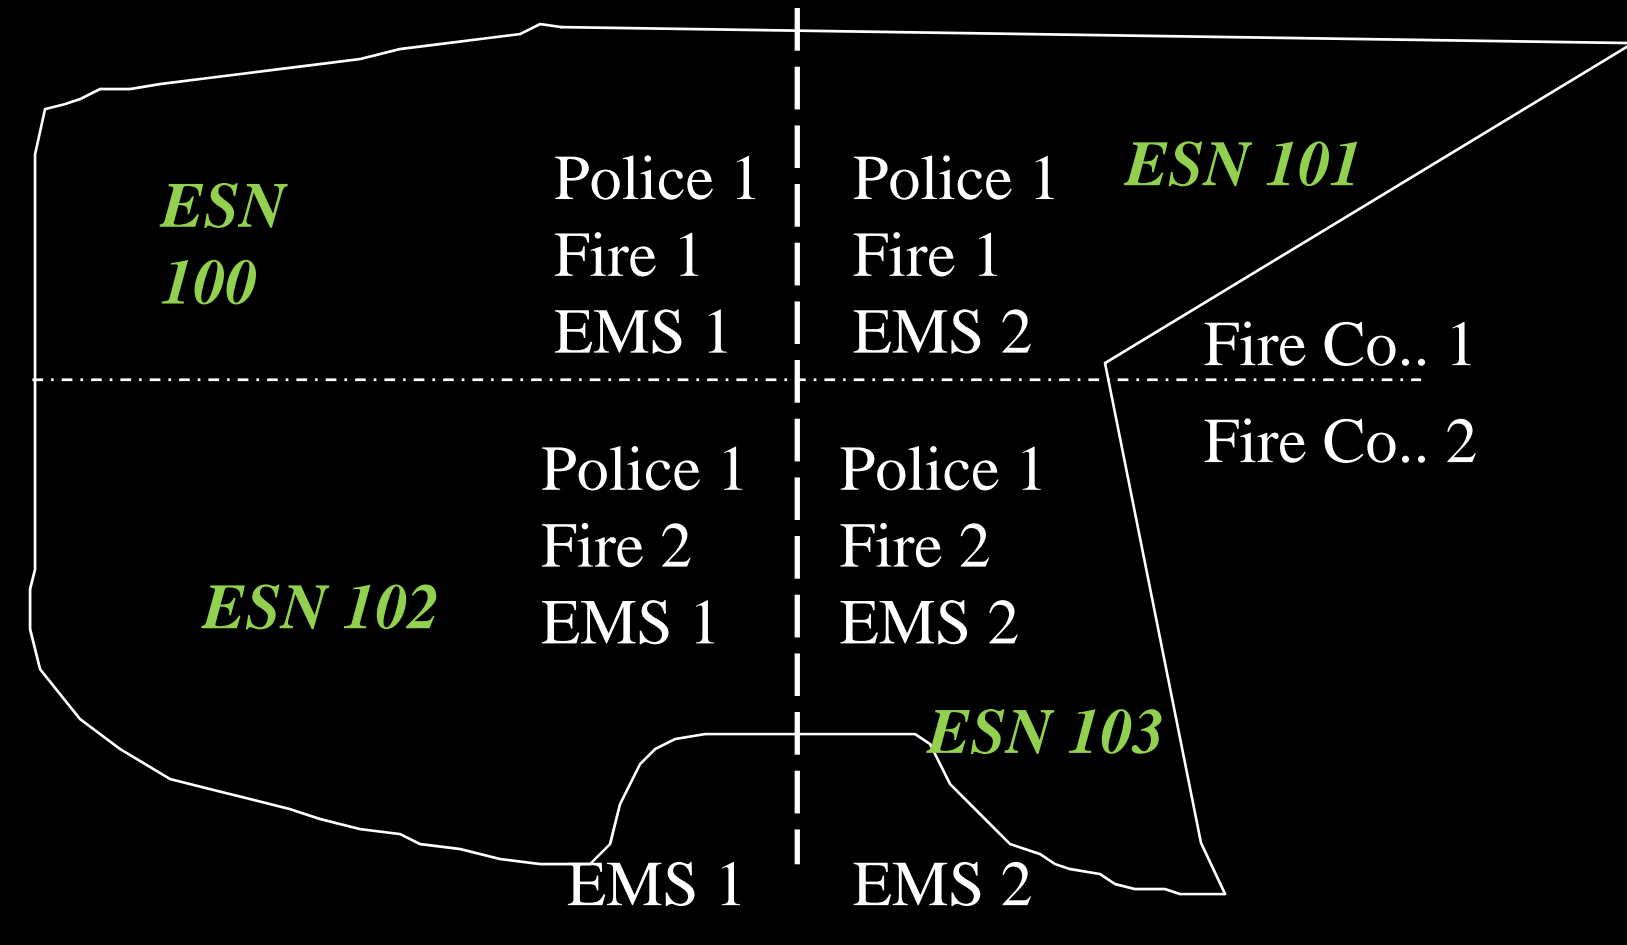 ESN
100
Police 1
Fire 1
EMS 1
Police 1
Fire 1
EMS 2
ESN 101
Fire Co.. 1
Fire Co.. 2
ESN 102
Police 1
Fire 2
EMS 1
Police 1
Fire 2
EMS 2
ESN 103
EMS 1
EMS 2